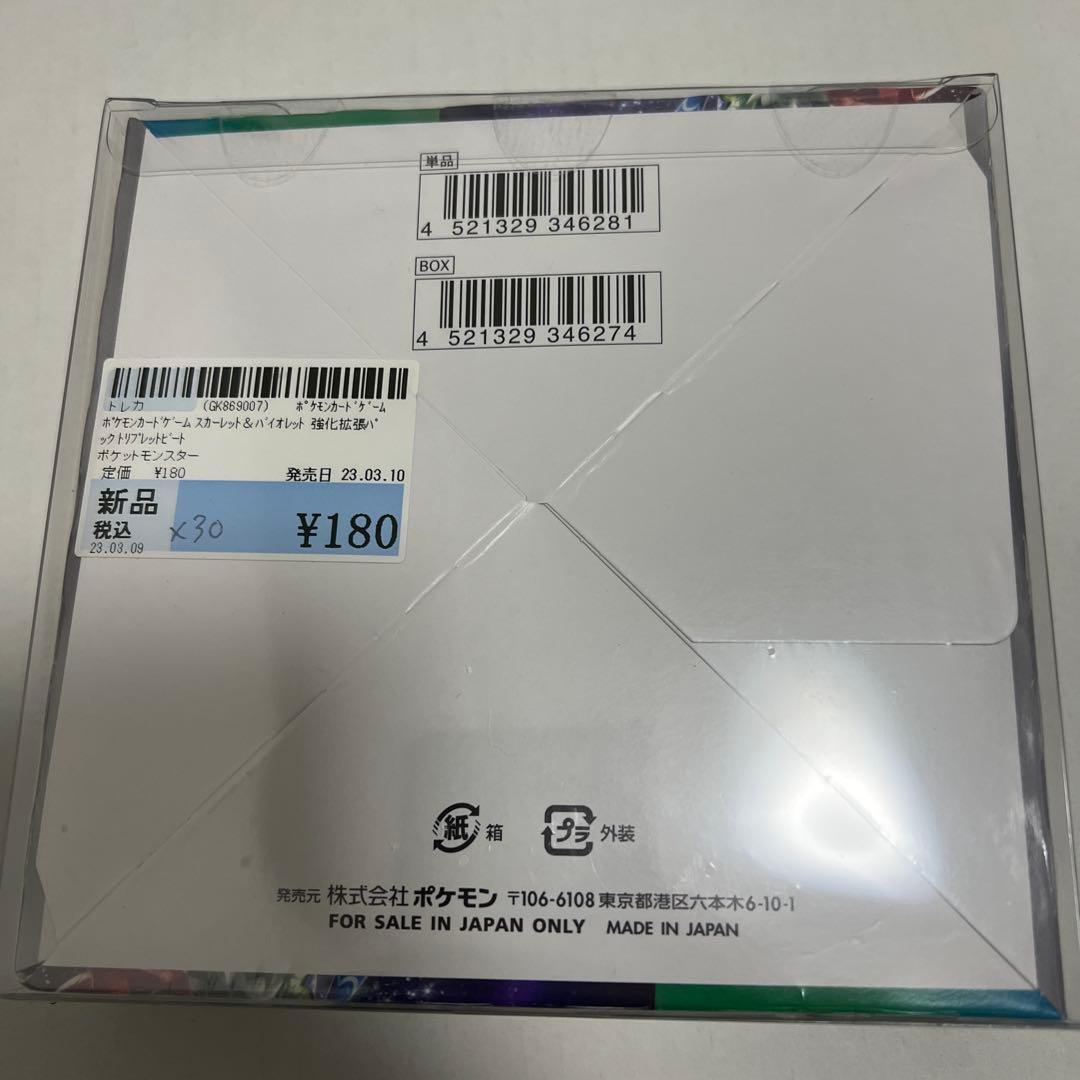 単品
4 521329 346281
BOX
4 521329 346274
トレカ (GK869007) ポケモンカードゲーム
ポケモンカードゲーム スカーレット&バイオレット 強化拡張パ
ックトリプレットビート
ポケットモンスター
定価 ¥180 発売日 23.03.10
新品
税込 x30 ¥180
23.03.09
紙 箱 プラ 外装
発売元 株式会社 ポケモン 〒106-6108 東京都港区六本木6-10-1
FOR SALE IN JAPAN ONLY MADE IN JAPAN